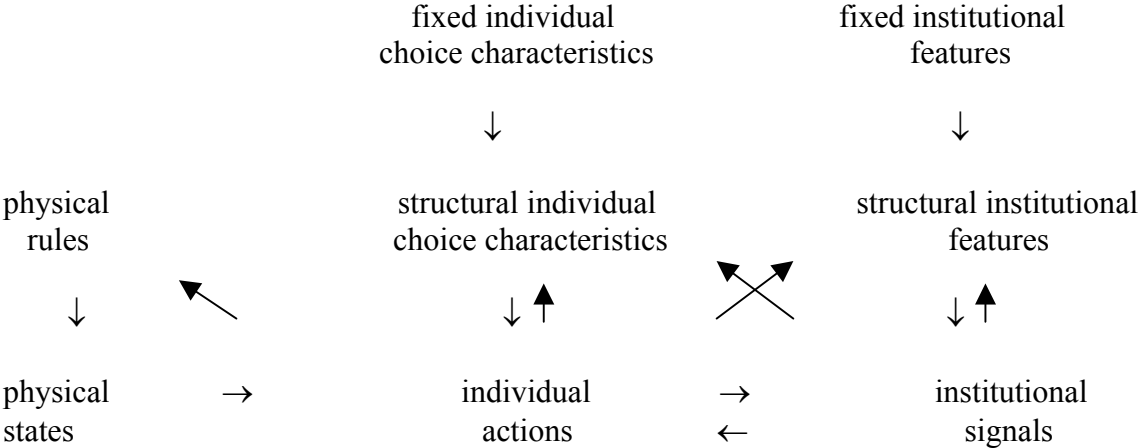 fixed individual
choice characteristics
fixed institutional
features
↓ ↓
physical
rules
structural individual
choice characteristics
structural institutional
features
↓ ↓ ↓
physical
states
→
individual
actions
→
←
institutional
signals